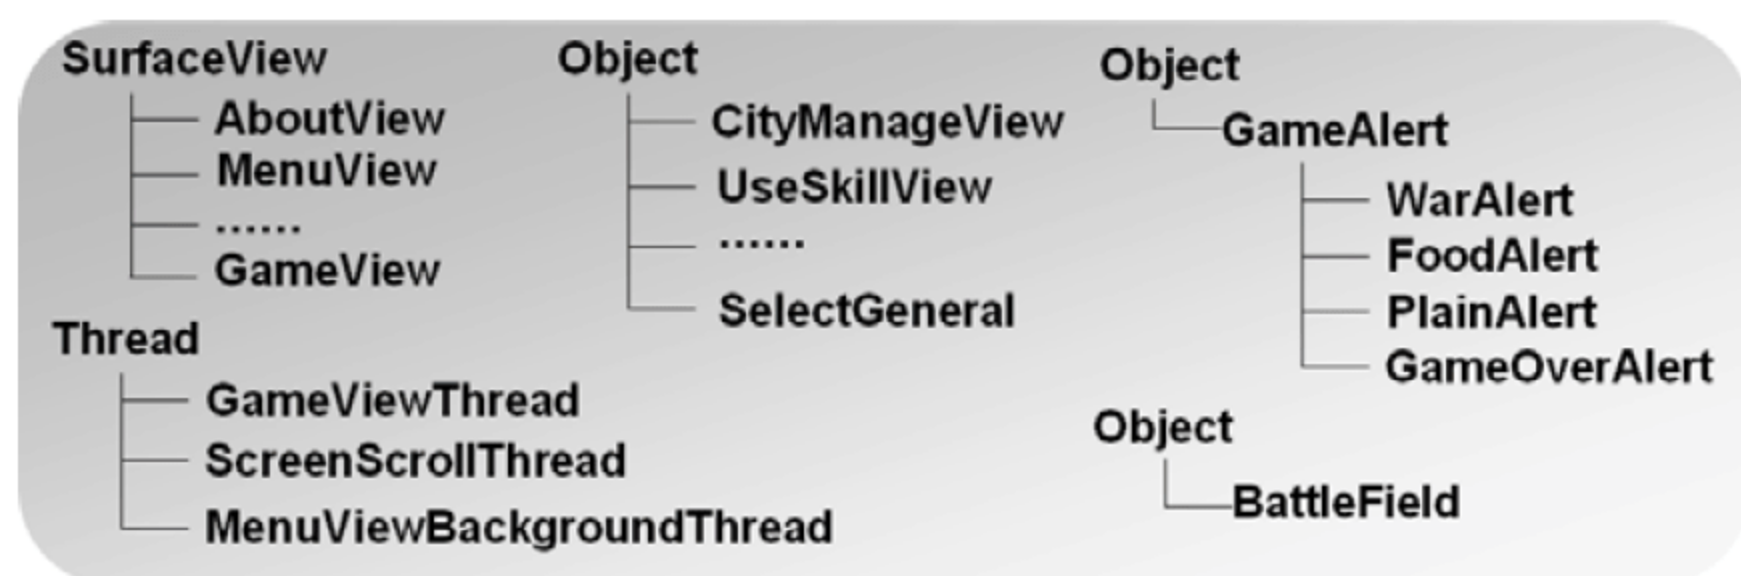 SurfaceView
AboutView
MenuView
......
GameView
Thread
GameViewThread
ScreenScrollThread
MenuViewBackgroundThread
Object
CityManageView
UseSkillView
......
SelectGeneral
Object
GameAlert
WarAlert
FoodAlert
PlainAlert
GameOverAlert
Object
BattleField